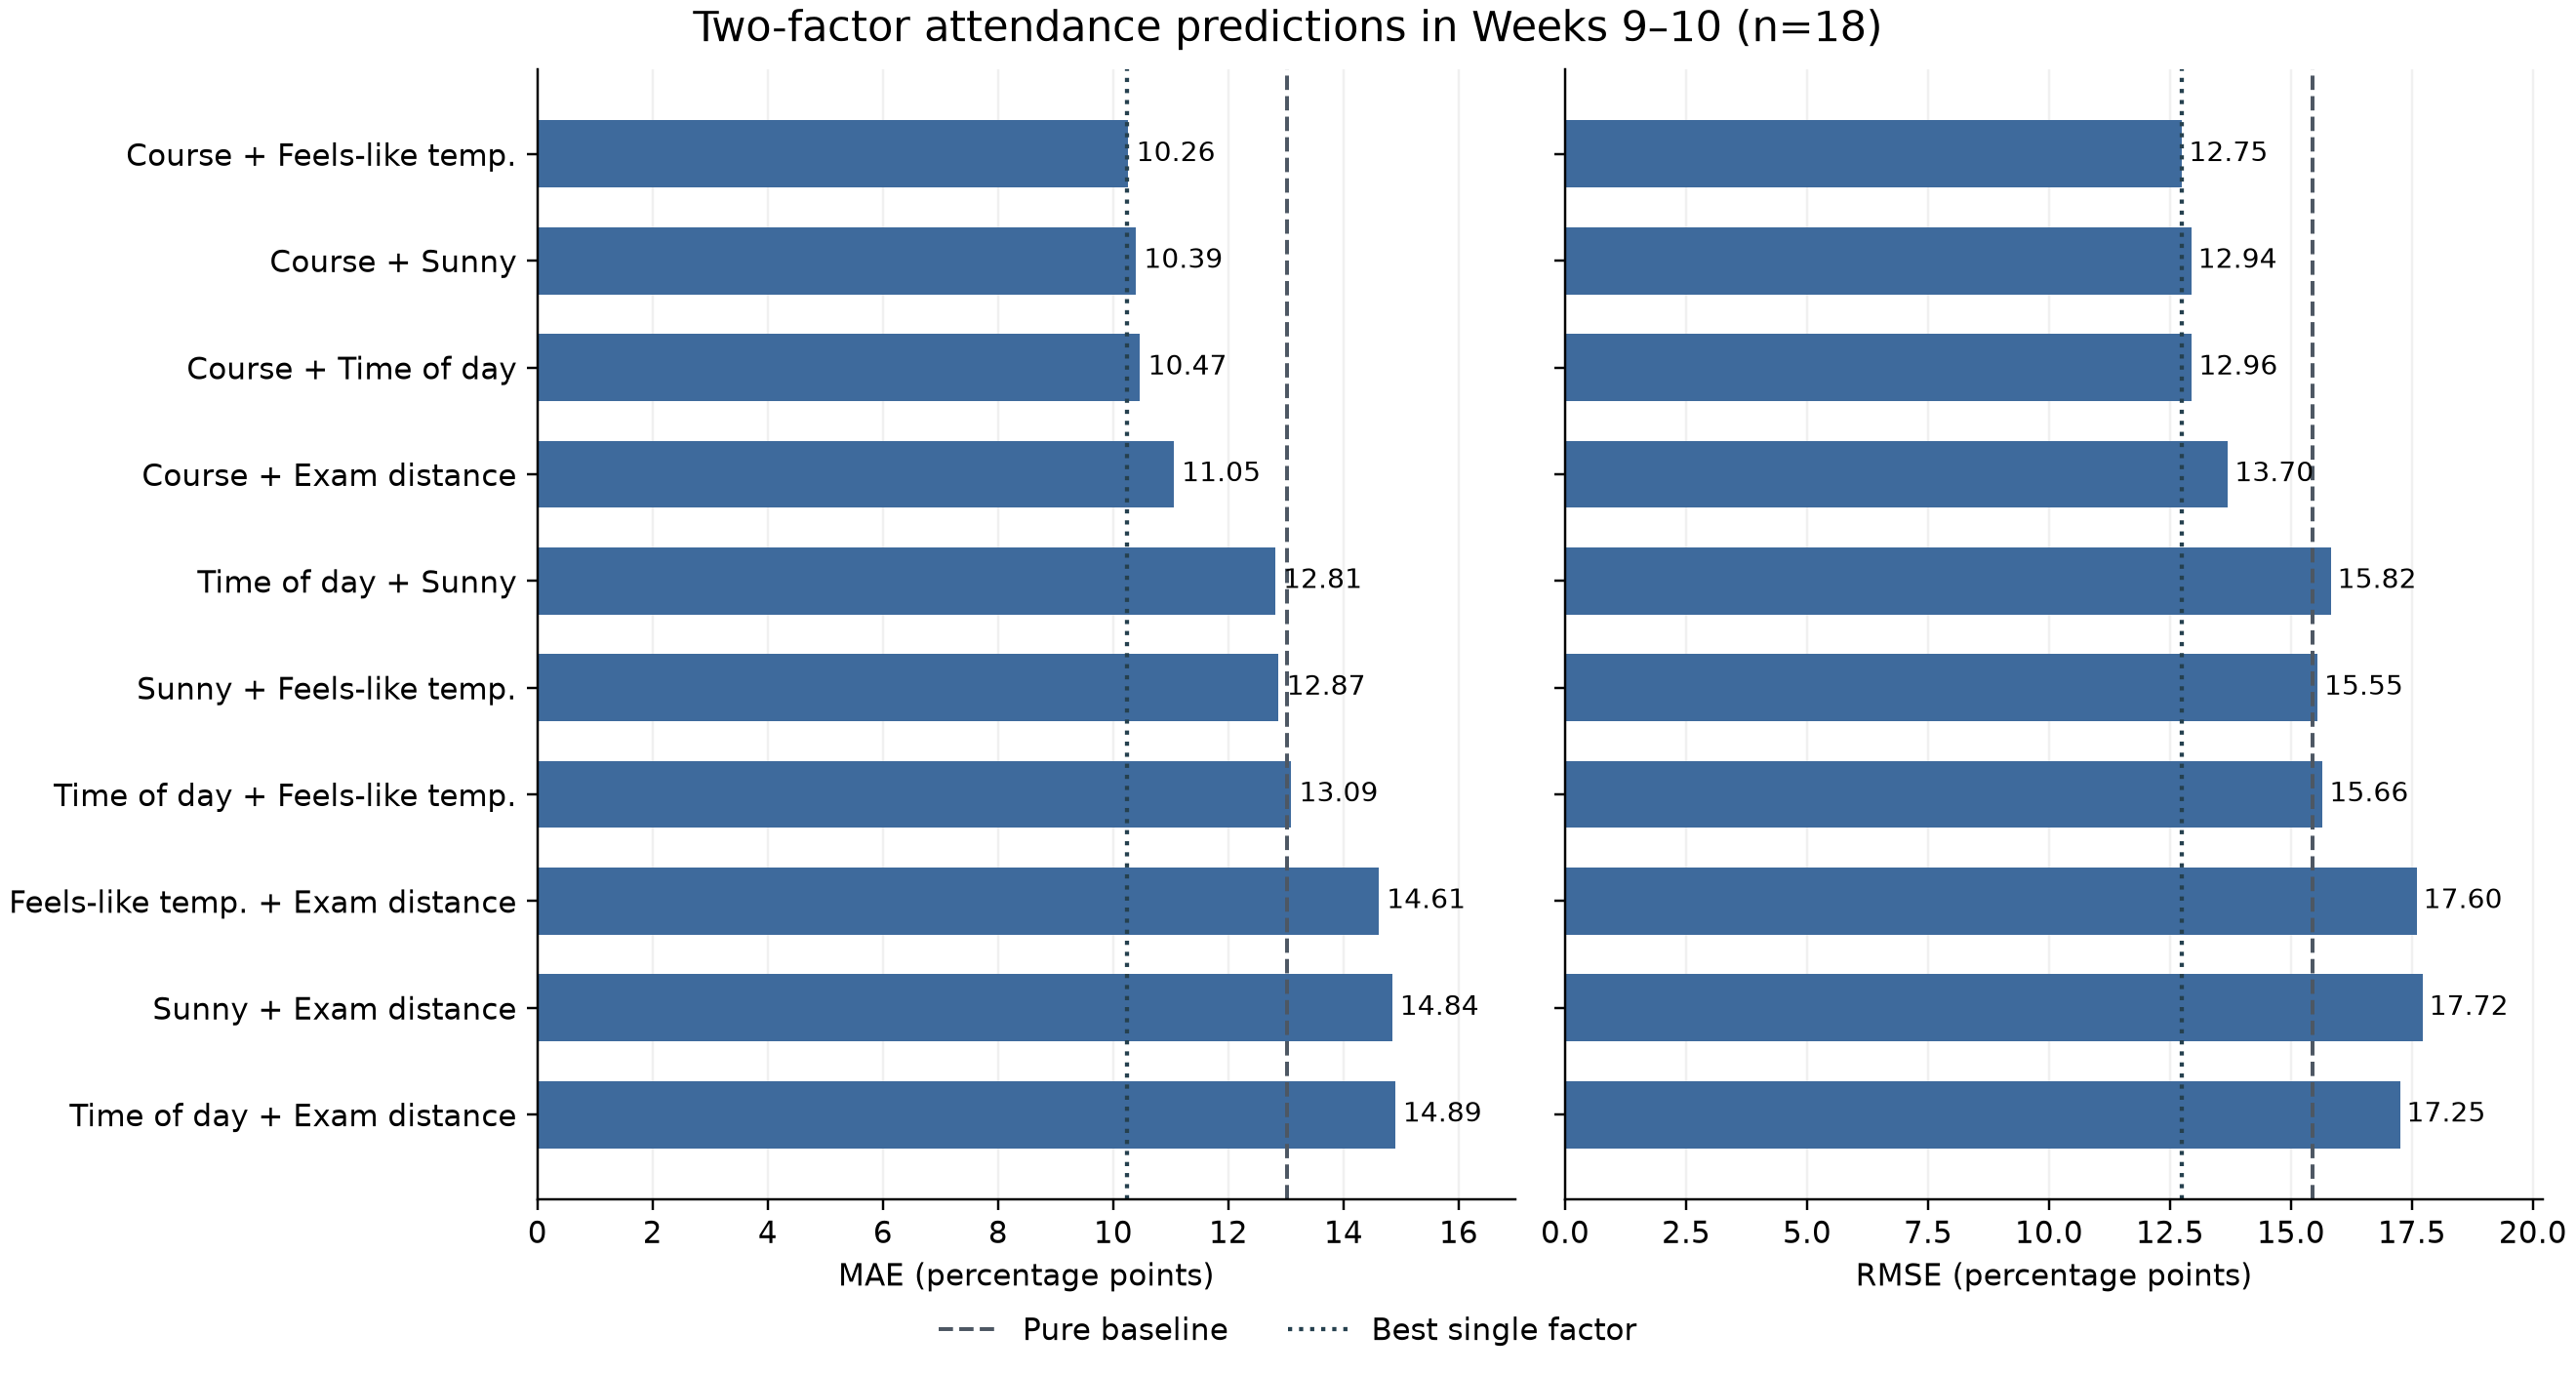 Two-factor attendance predictions in Weeks 9–10 (n=18)
Course + Feels-like temp.
10.26
12.75
Course + Sunny
10.39
12.94
Course + Time of day
10.47
12.96
Course + Exam distance
11.05
13.70
Time of day + Sunny
12.81
15.82
Sunny + Feels-like temp.
12.87
15.55
Time of day + Feels-like temp.
13.09
15.66
Feels-like temp. + Exam distance
14.61
17.60
Sunny + Exam distance
14.84
17.72
Time of day + Exam distance
14.89
17.25
0 2 4 6 8 10 12 14 16
0.0 2.5 5.0 7.5 10.0 12.5 15.0 17.5 20.0
MAE (percentage points)
RMSE (percentage points)
Pure baseline
Best single factor